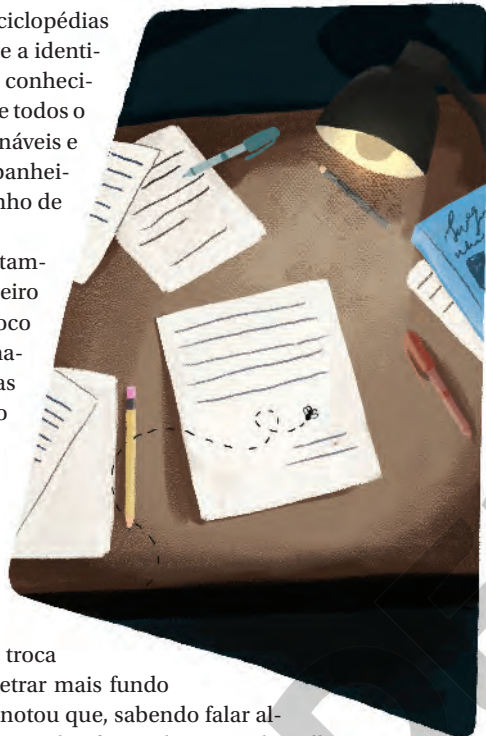 ciclopédias
e a identi-
conheci-
e todos o
náveis e
panhei-
nho de
tam-
eiro
oco
na-
as
o
troca
etrar mais fundo
notou que, sabendo falar al-